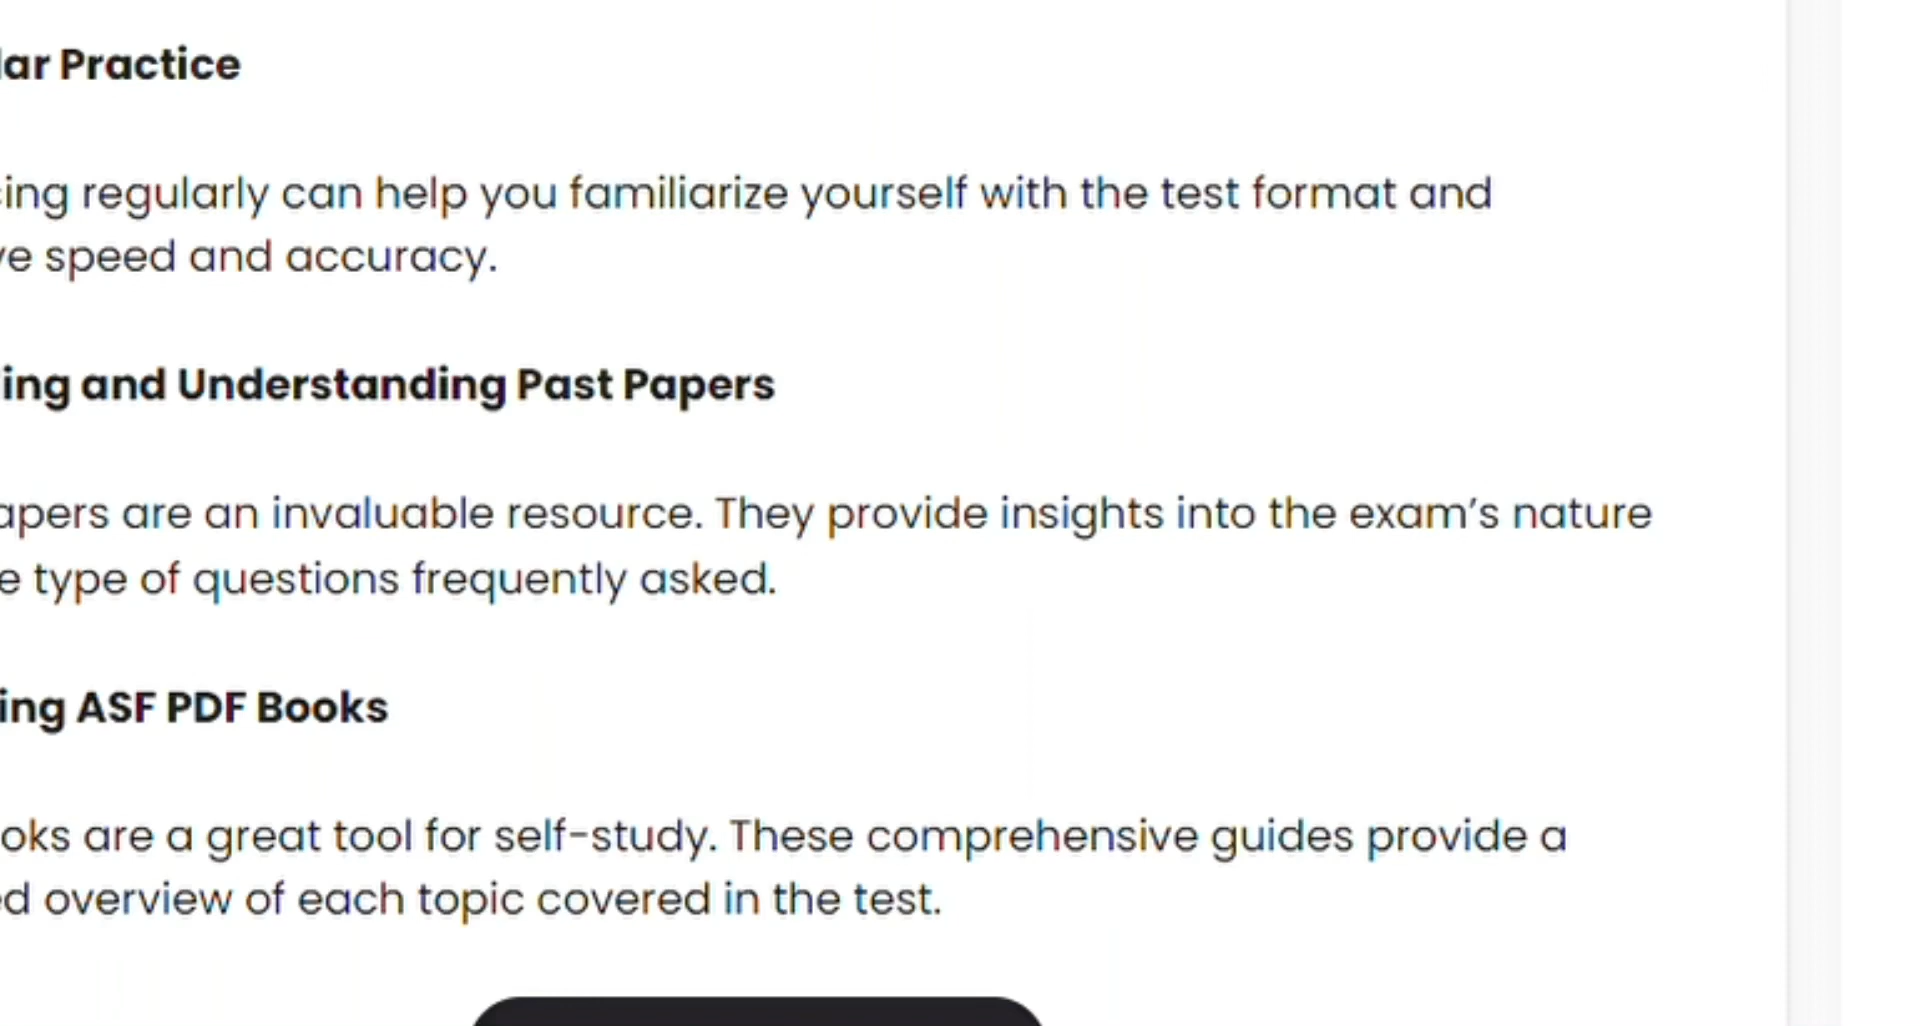 lar Practice
cing regularly can help you familiarize yourself with the test format and
ve speed and accuracy.
ing and Understanding Past Papers
apers are an invaluable resource. They provide insights into the exam’s nature
e type of questions frequently asked.
ing ASF PDF Books
oks are a great tool for self-study. These comprehensive guides provide a
ed overview of each topic covered in the test.